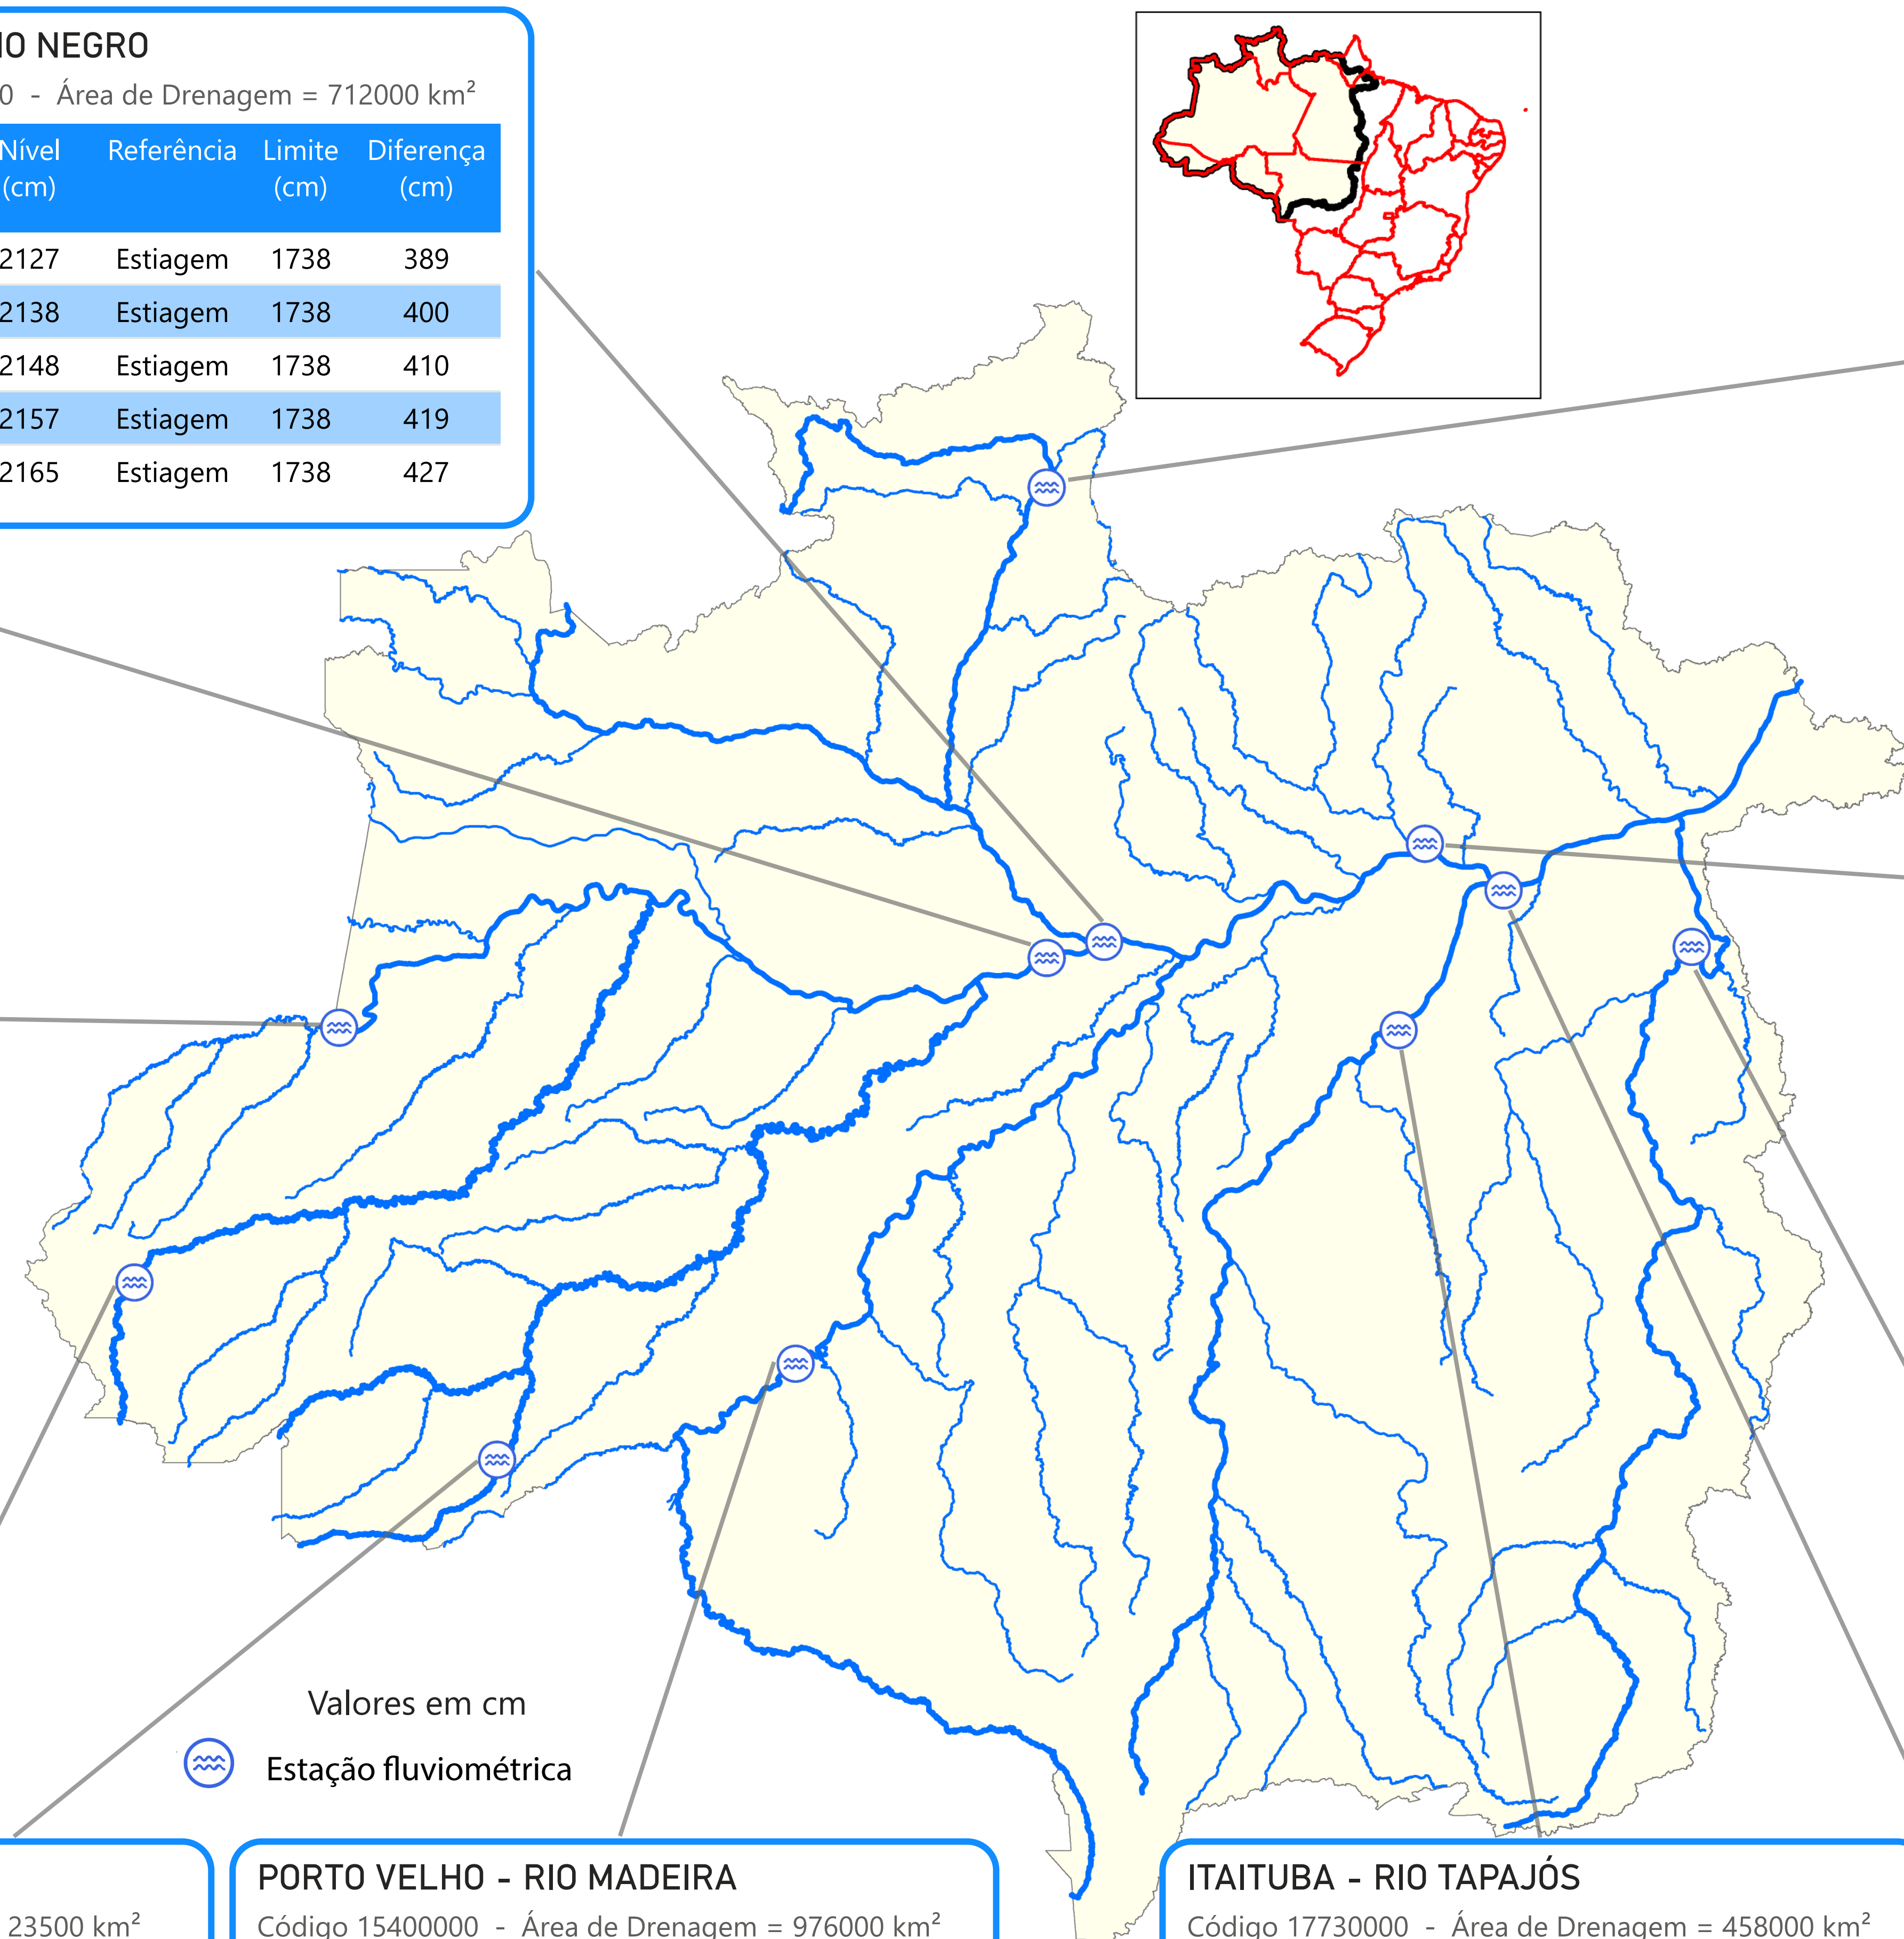 IO NEGRO
0 - Área de Drenagem = 712000 km²
Nível Referência Limite Diferença
(cm) (cm) (cm)
2127 Estiagem 1738 389
2138 Estiagem 1738 400
2148 Estiagem 1738 410
2157 Estiagem 1738 419
2165 Estiagem 1738 427
Valores em cm
Estação fluviométrica
23500 km²
PORTO VELHO - RIO MADEIRA
Código 15400000 - Área de Drenagem = 976000 km²
ITAITUBA - RIO TAPAJÓS
Código 17730000 - Área de Drenagem = 458000 km²